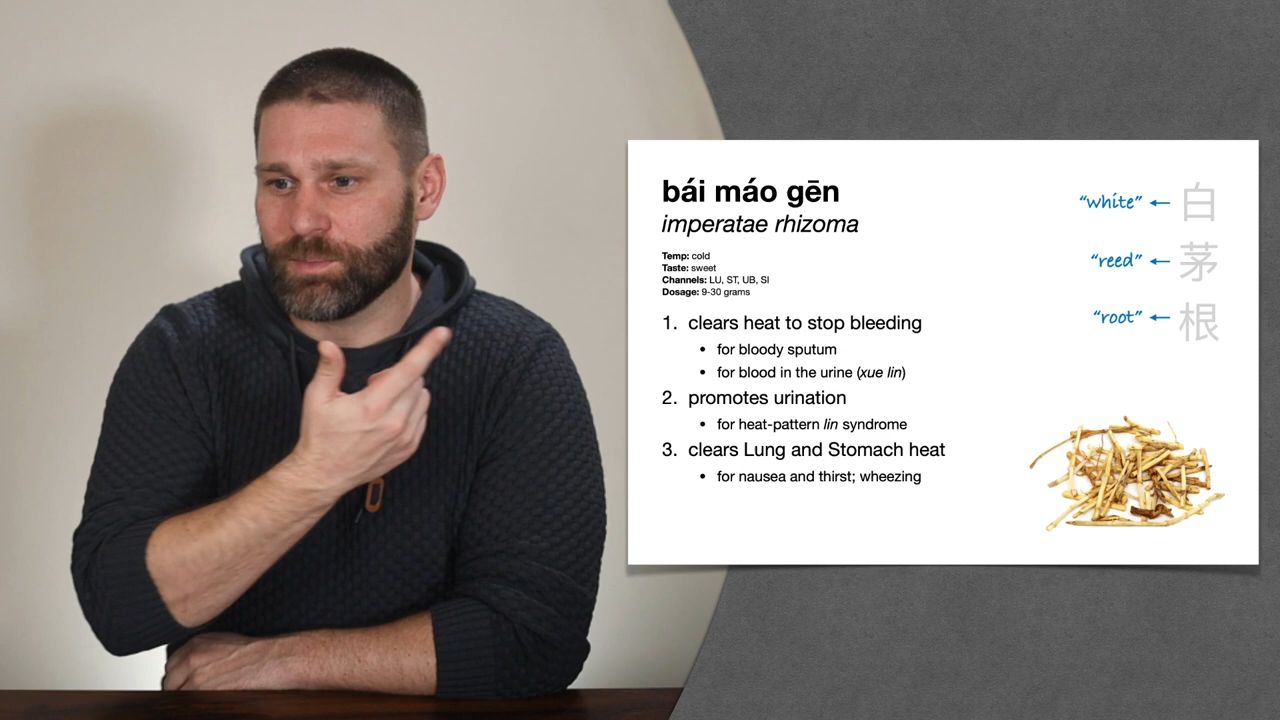 bái máo gēn
imperatae rhizoma
Temp: cold
Taste: sweet
Channels: LU, ST, UB, SI
Dosage: 9-30 grams
1. clears heat to stop bleeding
• for bloody sputum
• for blood in the urine (xue lin)
2. promotes urination
• for heat-pattern lin syndrome
3. clears Lung and Stomach heat
• for nausea and thirst; wheezing
“white” ← 白
“reed” ← 茅
“root” ← 根